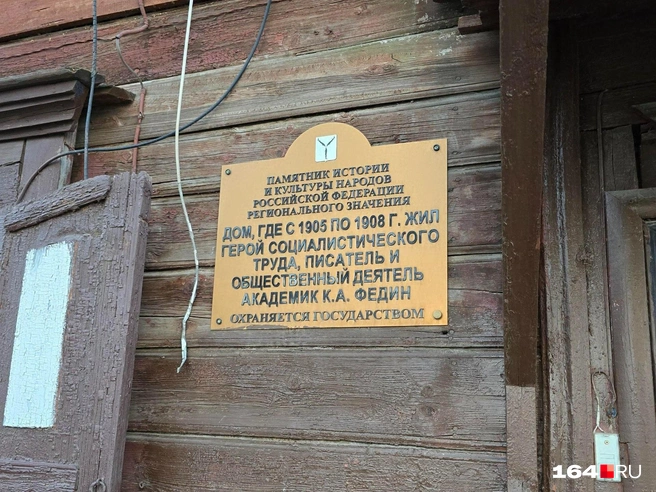 ПАМЯТНИК ИСТОРИИ
И КУЛЬТУРЫ НАРОДОВ
РОССИЙСКОЙ ФЕДЕРАЦИИ
РЕГИОНАЛЬНОГО ЗНАЧЕНИЯ
ДОМ, ГДЕ С 1905 ПО 1908 Г. ЖИЛ
ГЕРОЙ СОЦИАЛИСТИЧЕСКОГО
ТРУДА, ПИСАТЕЛЬ И
ОБЩЕСТВЕННЫЙ ДЕЯТЕЛЬ
АКАДЕМИК К.А. ФЕДИН
ОХРАНЯЕТСЯ ГОСУДАРСТВОМ
164 RU